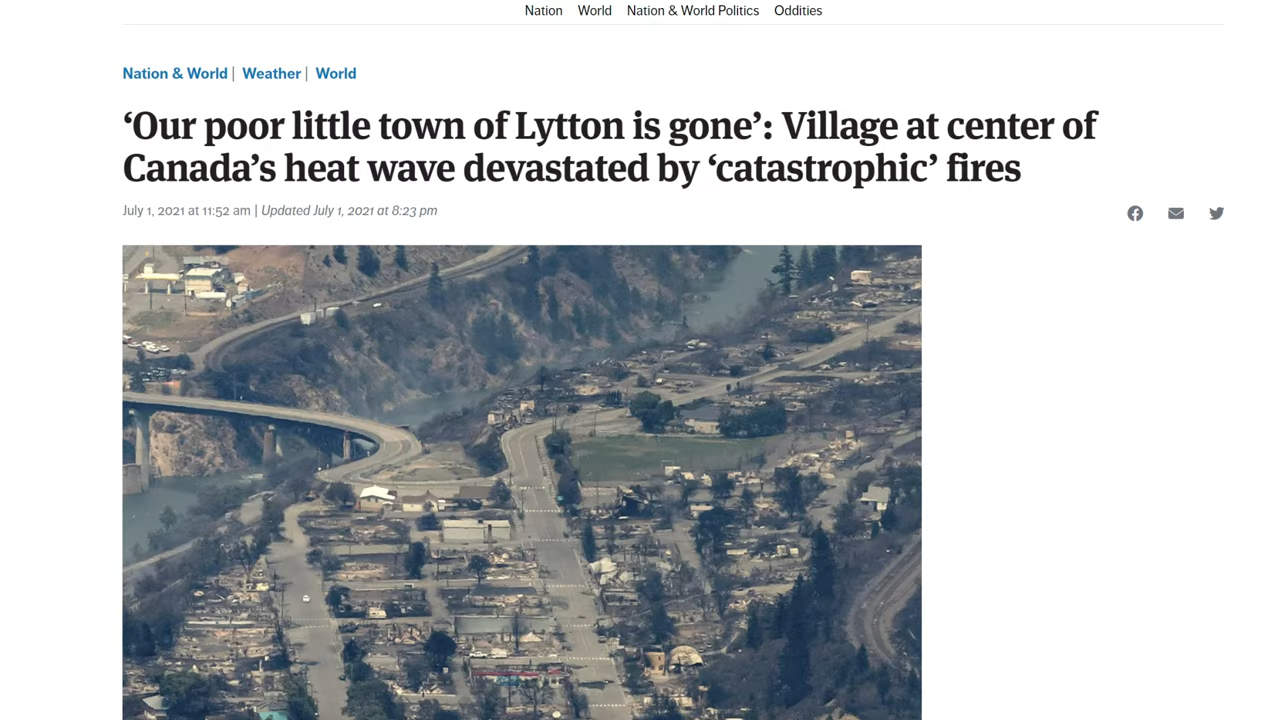 Nation World Nation & World Politics Oddities
Nation & World | Weather | World
‘Our poor little town of Lytton is gone’: Village at center of
Canada’s heat wave devastated by ‘catastrophic’ fires
July 1, 2021 at 11:52 am | Updated July 1, 2021 at 8:23 pm